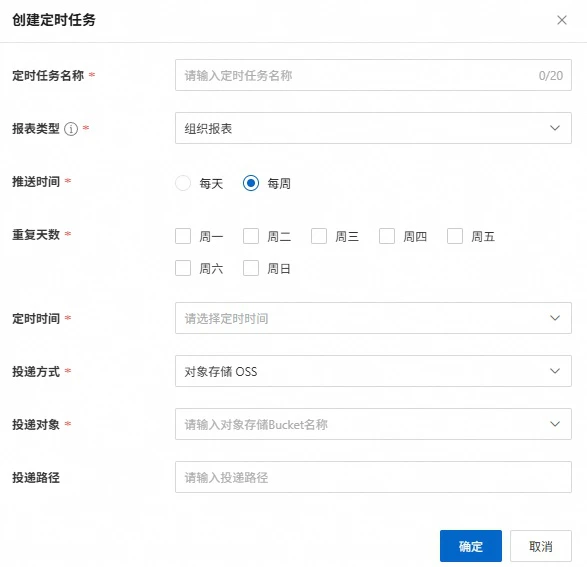 创建定时任务
定时任务名称 * 请输入定时任务名称 0/20
报表类型 * 组织报表
推送时间 * 每天 每周
重复天数 * 周一 周二 周三 周四 周五
周六 周日
定时时间 * 请选择定时时间
投递方式 * 对象存储 OSS
投递对象 * 请输入对象存储Bucket名称
投递路径 请输入投递路径
确定 取消